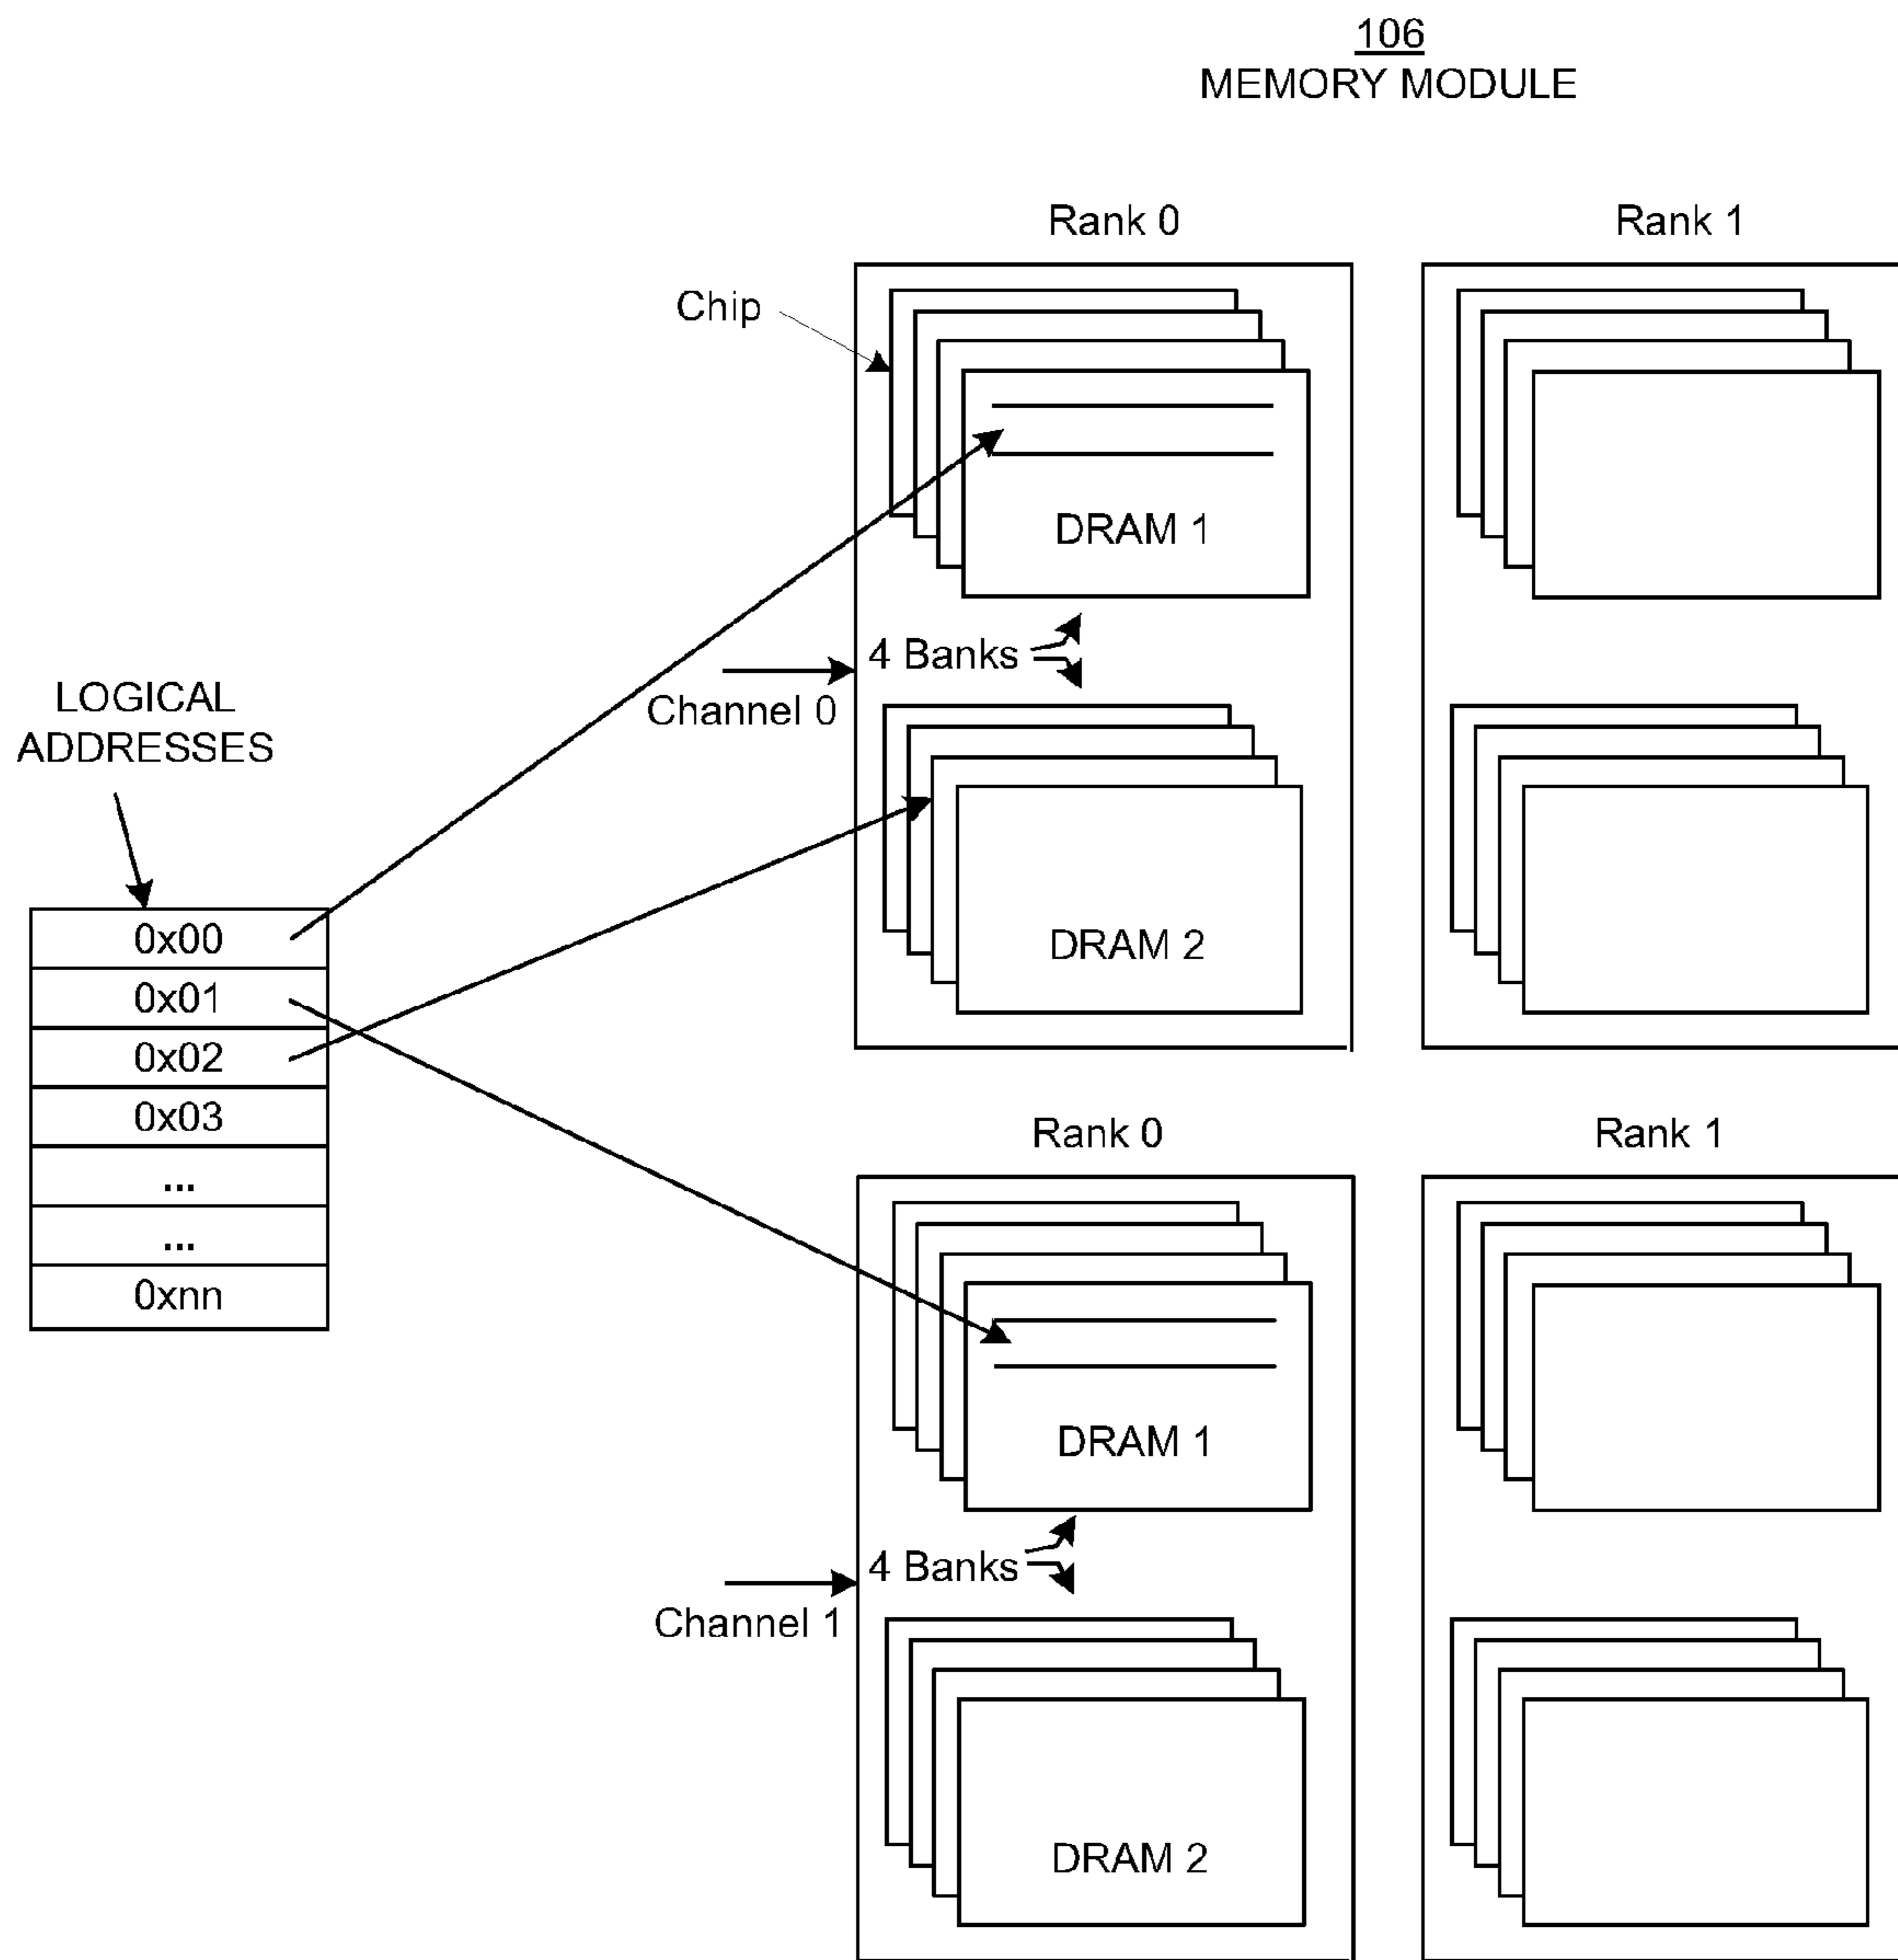 106
MEMORY MODULE
Rank 0
Rank 1
Chip
DRAM 1
4 Banks
Channel 0
LOGICAL
ADDRESSES
DRAM 2
0x00
0x01
0x02
0x03
...
...
0xnn
Rank 0
Rank 1
DRAM 1
4 Banks
Channel 1
DRAM 2